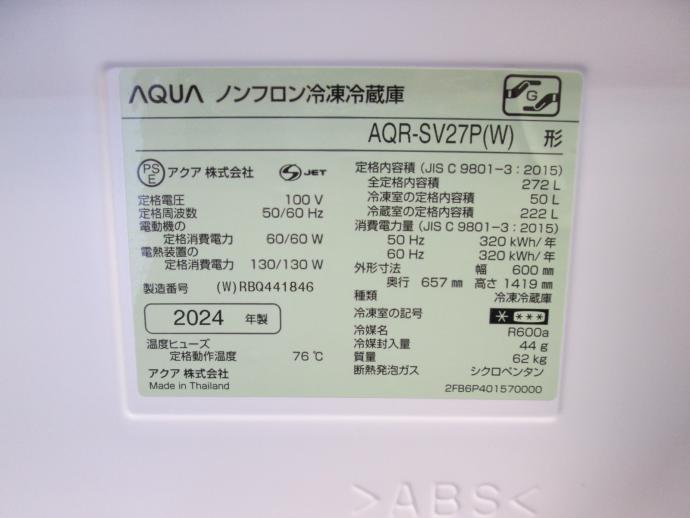 AQUA ノンフロン冷凍冷蔵庫
G
AQR-SV27P(W) 形
PS
E
アクア 株式会社
S JET
定格電圧 100 V
定格周波数 50/60 Hz
電動機の
定格消費電力 60/60 W
電熱装置の
定格消費電力 130/130 W
製造番号 (W)RBQ441846
2024 年製
温度ヒューズ
定格動作温度 76 ℃
アクア 株式会社
Made in Thailand
定格内容積 (JIS C 9801-3 : 2015)
全定格内容積 272 L
冷凍室の定格内容積 50 L
冷蔵室の定格内容積 222 L
消費電力量 (JIS C 9801-3 : 2015)
50 Hz 320 kWh/年
60 Hz 320 kWh/年
外形寸法 幅 600 ㎜
奥行 657 ㎜ 高さ 1419 ㎜
種類 冷凍冷蔵庫
冷凍室の記号 * ***
冷媒名 R600a
冷媒封入量 44 g
質量 62 kg
断熱発泡ガス シクロペンタン
2FB6P401570000
>ABS<